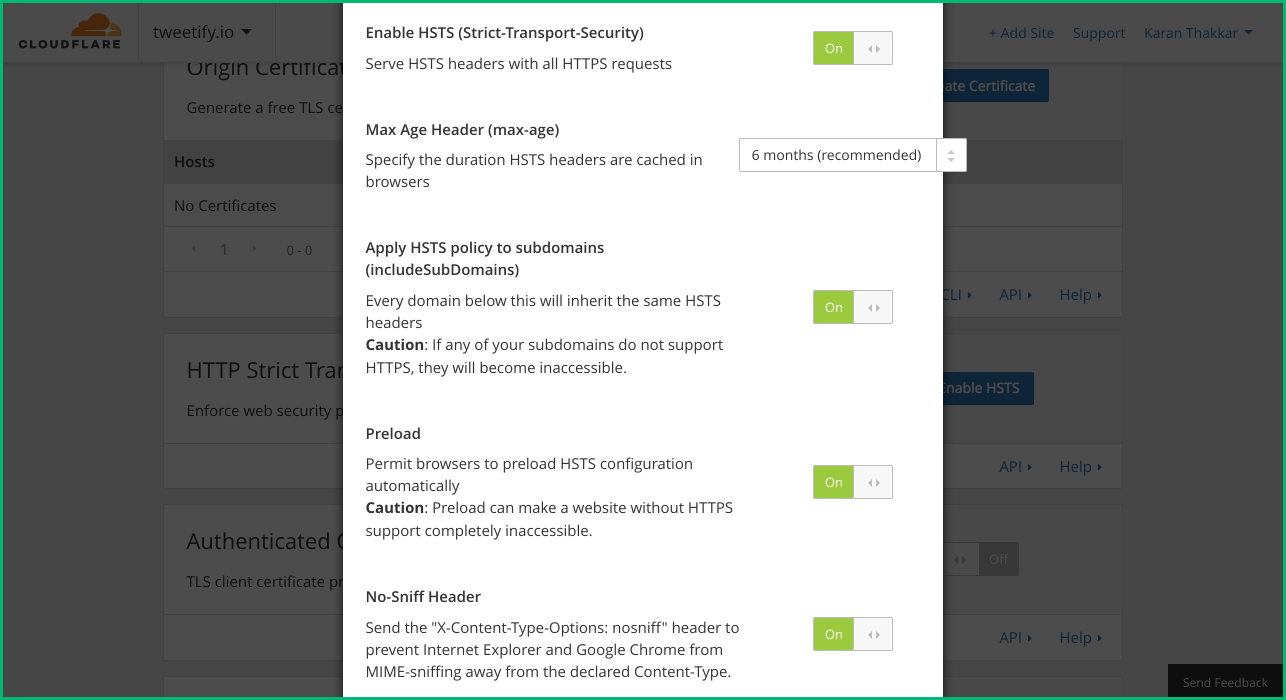 CLOUDFLARE
tweetify.io
+ Add Site
Support
Karan Thakkar
Origin Certificat
Generate a free TLS ce
ate Certificate
Hosts
No Certificates
1
0 - 0
CLI
API
Help
HTTP Strict Tra
Enforce web security p
Enable HSTS
API
Help
Authenticated
TLS client certificate pr
Off
API
Help
Enable HSTS (Strict-Transport-Security)
Serve HSTS headers with all HTTPS requests
On
Max Age Header (max-age)
Specify the duration HSTS headers are cached in
browsers
6 months (recommended)
Apply HSTS policy to subdomains
(includeSubDomains)
Every domain below this will inherit the same HSTS
headers
Caution: If any of your subdomains do not support
HTTPS, they will become inaccessible.
On
Preload
Permit browsers to preload HSTS configuration
automatically
Caution: Preload can make a website without HTTPS
support completely inaccessible.
On
No-Sniff Header
Send the "X-Content-Type-Options: nosniff" header to
prevent Internet Explorer and Google Chrome from
MIME-sniffing away from the declared Content-Type.
On
Send Feedback